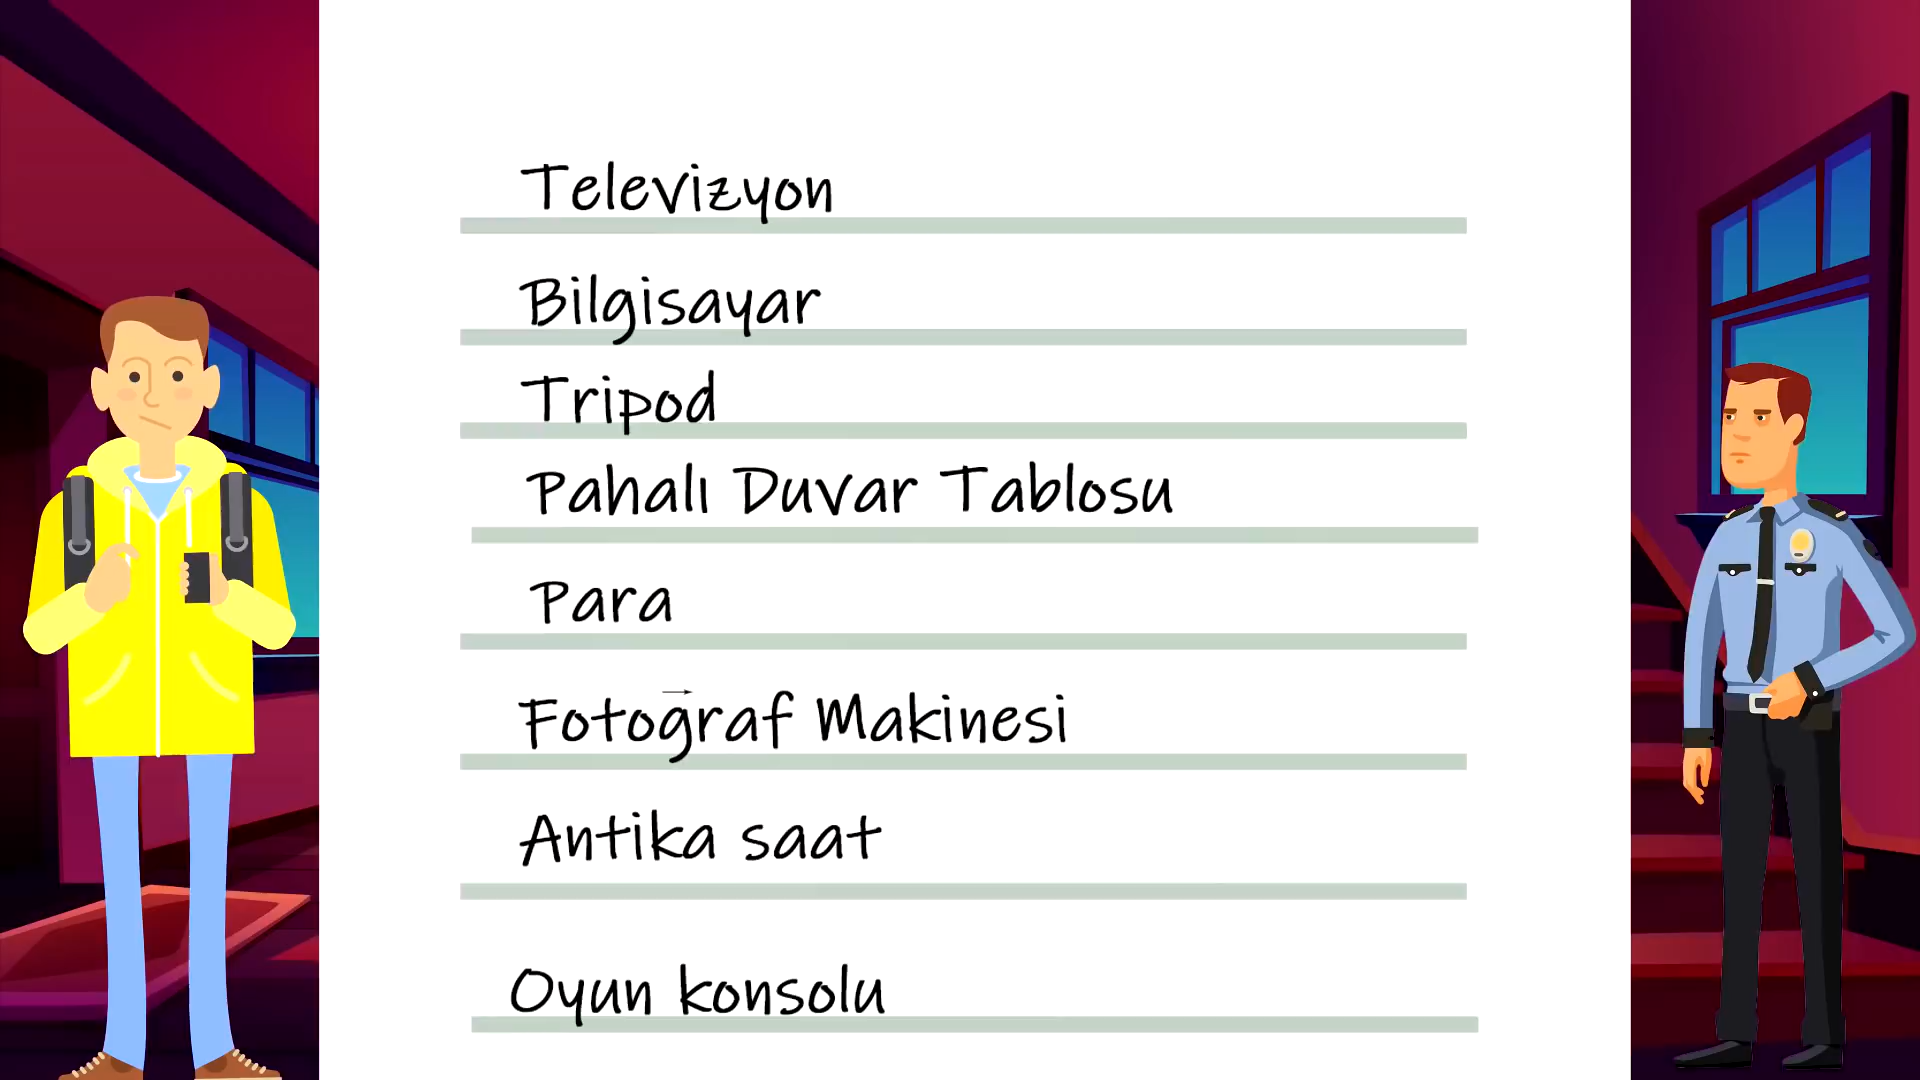 Televizyon
Bilgisayar
Tripod
Pahalı Duvar Tablosu
Para
Fotoğraf Makinesi
Antika saat
Oyun konsolu